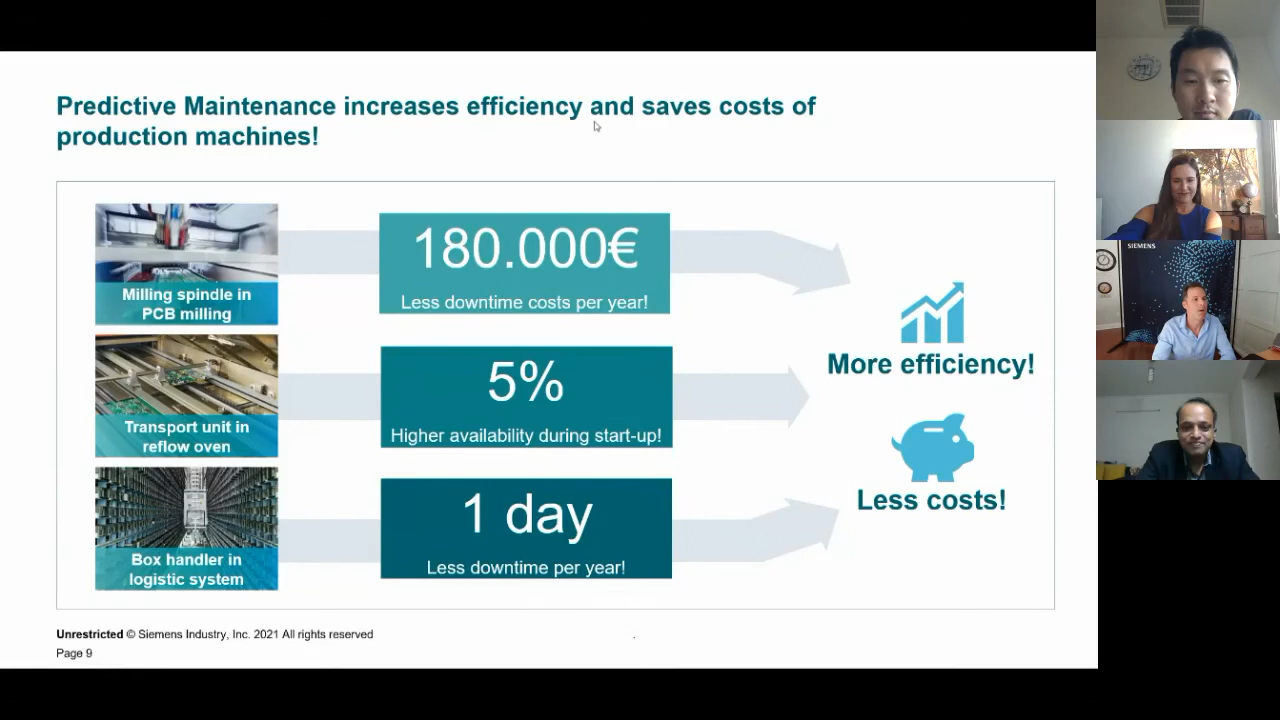 Predictive Maintenance increases efficiency and saves costs of
production machines!
Milling spindle in
PCB milling
180.000€
Less downtime costs per year!
Transport unit in
reflow oven
5%
Higher availability during start-up!
Box handler in
logistic system
1 day
Less downtime per year!
More efficiency!
Less costs!
Unrestricted © Siemens Industry, Inc. 2021 All rights reserved
Page 9
SIEMENS